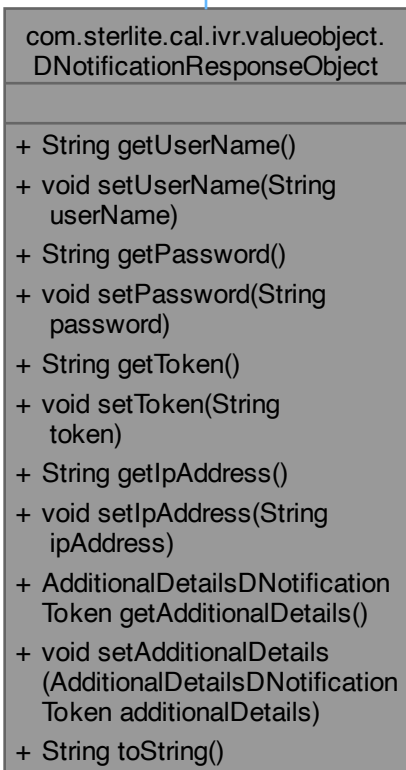 com.sterlite.cal.ivr.valueobject.
DNotificationResponseObject
+ String getUserName()
+ void setUserName(String
userName)
+ String getPassword()
+ void setPassword(String
password)
+ String getToken()
+ void setToken(String
token)
+ String getIpAddress()
+ void setIpAddress(String
ipAddress)
+ AdditionalDetailsDNotification
Token getAdditionalDetails()
+ void setAdditionalDetails
(AdditionalDetailsDNotification
Token additionalDetails)
+ String toString()